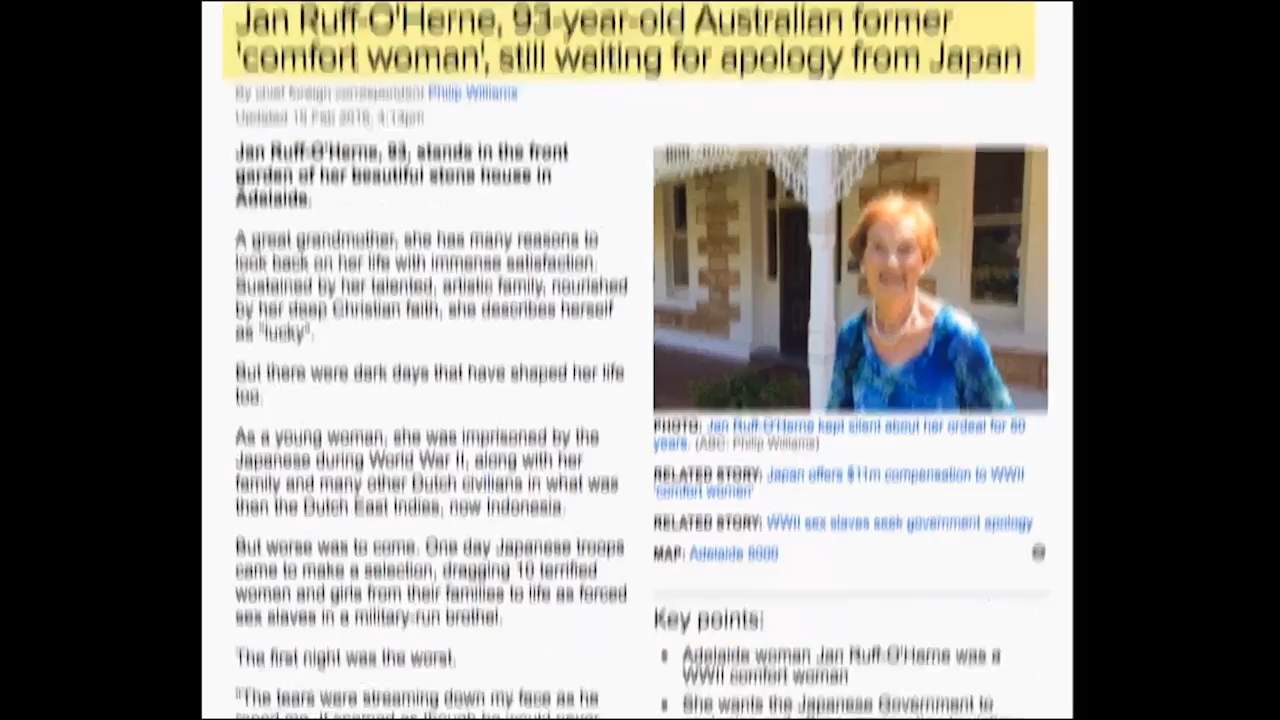 Jan Ruff-O'Herne, 93-year-old Australian former
'comfort woman', still waiting for apology from Japan
By chief foreign correspondent Philip Williams
Updated 15 Feb 2016, 4:14pm
Jan Ruff-O'Herne, 93, stands in the front
garden of her beautiful stone house in
Adelaide.
A great grandmother, she has many reasons to
look back on her life with immense satisfaction.
Sustained by her talented, artistic family, nourished
by her deep Christian faith, she describes herself
as "lucky".
But there were dark days that have shaped her life
too.
As a young woman, she was imprisoned by the
Japanese during World War II, along with her
family and many other Dutch civilians in what was
then the Dutch East Indies, now Indonesia.
But worse was to come. One day Japanese troops
came to make a selection, dragging 10 terrified
women and girls from their families to life as forced
sex slaves in a military-run brothel.
The first night was the worst.
"The tears were streaming down my face as he
PHOTO: Jan Ruff-O'Herne kept silent about her ordeal for 50
years. (ABC: Philip Williams)
RELATED STORY: Japan offers $11m compensation to WWII
'comfort women'
RELATED STORY: WWII sex slaves seek government apology
MAP: Adelaide 5000
Key points:
• Adelaide woman Jan Ruff-O'Herne was a
WWII comfort woman
• She wants the Japanese Government to